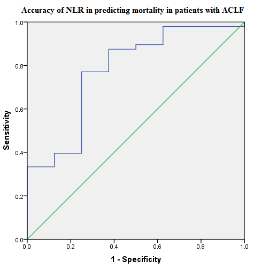 Accuracy of NLR in predicting mortality in patients with ACLF
1.0
0.8
0.6
0.4
0.2
0.0
Sensitivity
0.0 0.2 0.4 0.6 0.8 1.0
1 - Specificity